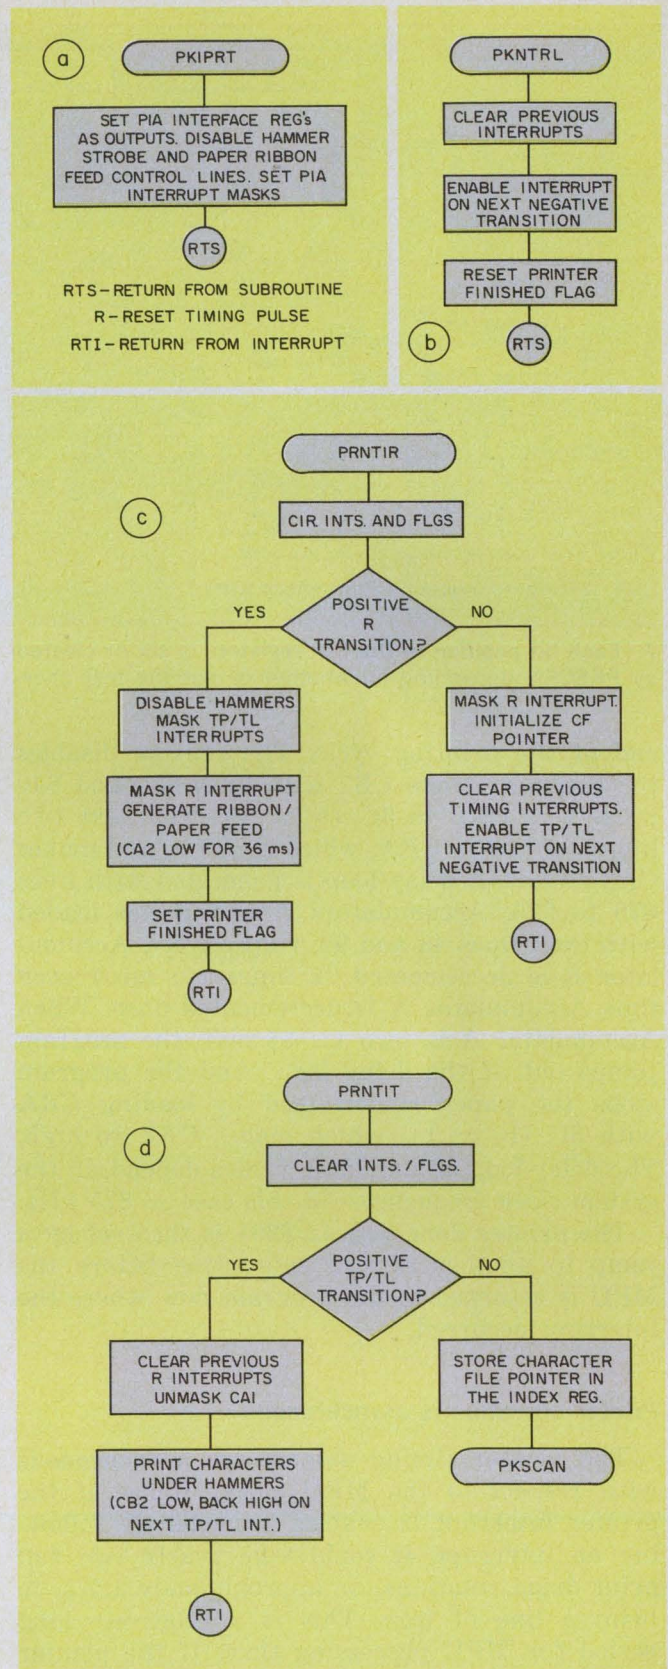 a
PKIPRT
SET PIA INTERFACE REG's
AS OUTPUTS. DISABLE HAMMER
STROBE AND PAPER RIBBON
FEED CONTROL LINES. SET PIA
INTERRUPT MASKS
RTS
RTS-RETURN FROM SUBROUTINE
R-RESET TIMING PULSE
RTI-RETURN FROM INTERRUPT
PKNTRL
CLEAR PREVIOUS
INTERRUPTS
ENABLE INTERRUPT
ON NEXT NEGATIVE
TRANSITION
RESET PRINTER
FINISHED FLAG
b
RTS
PRNTIR
c
CIR. INTS. AND FLGS
POSITIVE
R
TRANSITION?
YES
NO
DISABLE HAMMERS
MASK TP/TL
INTERRUPTS
MASK R INTERRUPT
GENERATE RIBBON/
PAPER FEED
(CA2 LOW FOR 36 ms)
SET PRINTER
FINISHED FLAG
RTI
MASK R INTERRUPT.
INITIALIZE CF
POINTER
CLEAR PREVIOUS
TIMING INTERRUPTS.
ENABLE TP/TL
INTERRUPT ON NEXT
NEGATIVE TRANSITION
RTI
PRNTIT
d
CLEAR INTS. / FLGS.
POSITIVE
TP/TL
TRANSITION?
YES
NO
CLEAR PREVIOUS
R INTERRUPTS
UNMASK CAI
PRINT CHARACTERS
UNDER HAMMERS
(CB2 LOW, BACK HIGH ON
NEXT TP/TL INT.)
RTI
STORE CHARACTER
FILE POINTER IN
THE INDEX REG.
PKSCAN